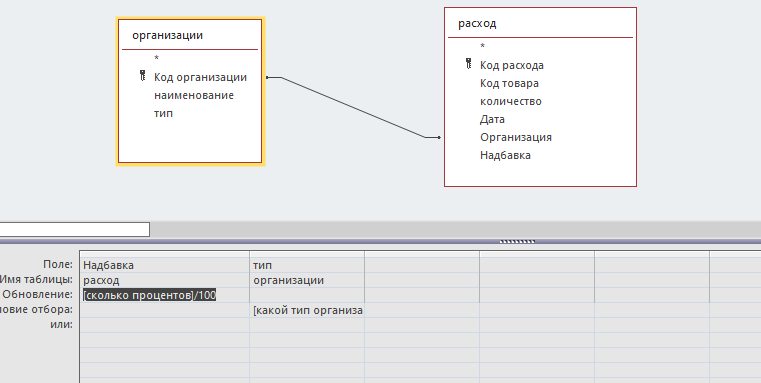 организации
*
Код организации
наименование
тип
расход
*
Код расхода
Код товара
количество
Дата
Организация
Надбавка
Поле: Надбавка тип
Имя таблицы: расход организации
Обновление: [сколько процентов]/100
ловие отбора: [какой тип организа
или: